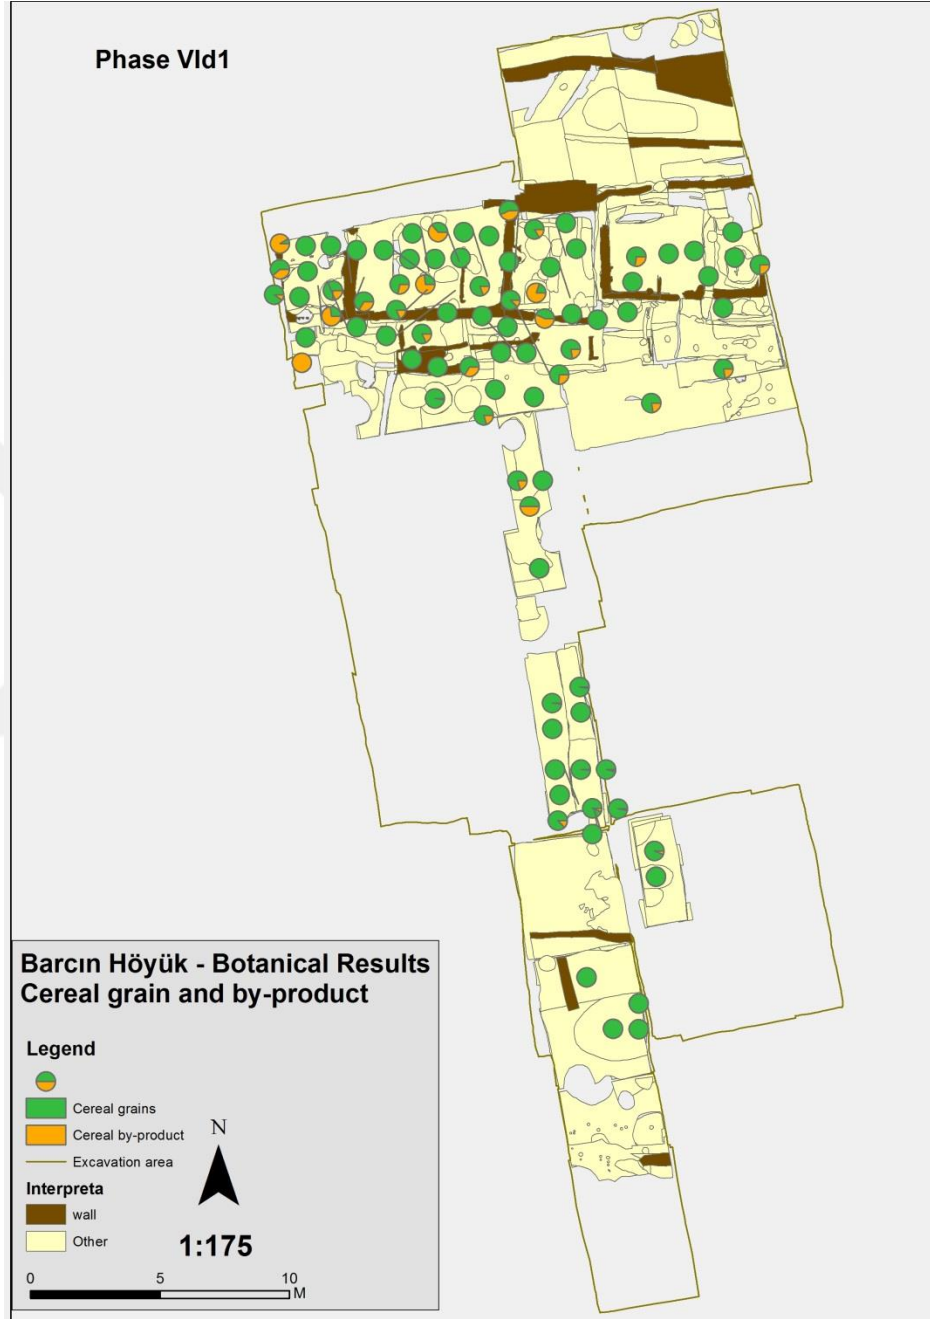 Phase VId1
Barcın Höyük - Botanical Results
Cereal grain and by-product
Legend
Cereal grains
Cereal by-product
Excavation area
Interpreta
wall
Other
N
1:175
0 5 10
M